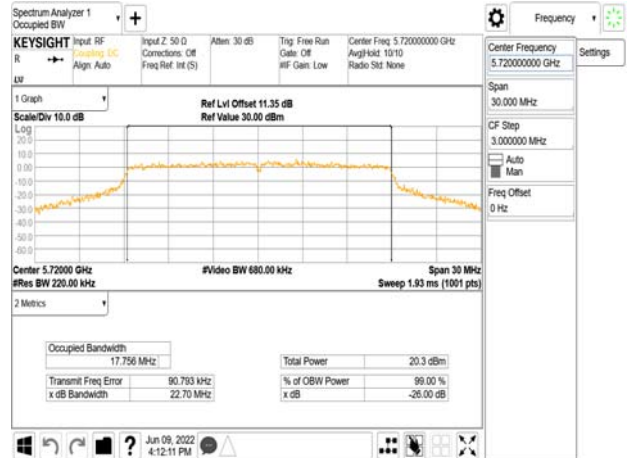 Spectrum Analyzer 1
Occupied BW
+
Frequency
KEYSIGHT
R
Input: RF
Coupling: DC
Align: Auto
Input Z: 50 Ω
Corrections: Off
Freq Ref: Int (S)
Atten: 30 dB
Trig: Free Run
Gate: Off
#IF Gain: Low
Center Freq: 5.720000000 GHz
Avg|Hold: 10/10
Radio Std: None
Center Frequency
5.720000000 GHz
Settings
Span
30.000 MHz
CF Step
3.000000 MHz
Auto
Man
Freq Offset
0 Hz
1 Graph
Scale/Div 10.0 dB
Ref Lvl Offset 11.35 dB
Ref Value 30.00 dBm
Log
20.0
10.0
0.00
-10.0
-20.0
-30.0
-40.0
-50.0
-60.0
Center 5.72000 GHz
#Res BW 220.00 kHz
#Video BW 680.00 kHz
Span 30 MHz
Sweep 1.93 ms (1001 pts)
2 Metrics
Occupied Bandwidth
17.756 MHz
Total Power 20.3 dBm
Transmit Freq Error 90.793 kHz
% of OBW Power 99.00 %
x dB Bandwidth 22.70 MHz
x dB -26.00 dB
?
Jun 09, 2022
4:12:11 PM